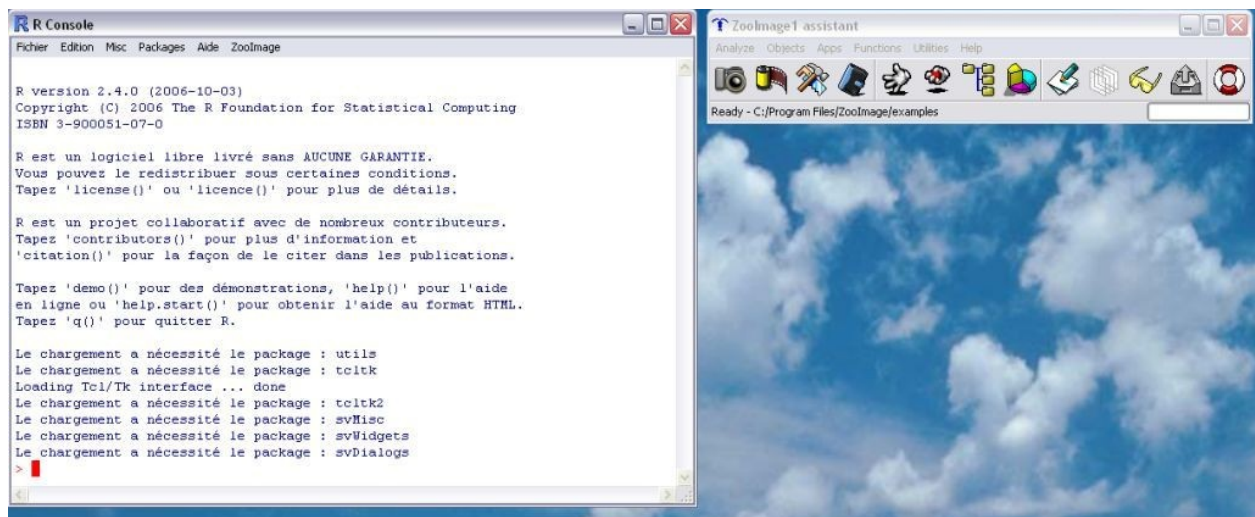 R Console
Fichier Edition Misc Packages Aide ZooImage
R version 2.4.0 (2006-10-03)
Copyright (C) 2006 The R Foundation for Statistical Computing
ISBN 3-900051-07-0
R est un logiciel libre livré sans AUCUNE GARANTIE.
Vous pouvez le redistribuer sous certaines conditions.
Tapez 'license()' ou 'licence()' pour plus de détails.
R est un projet collaboratif avec de nombreux contributeurs.
Tapez 'contributors()' pour plus d'information et
'citation()' pour la façon de le citer dans les publications.
Tapez 'demo()' pour des démonstrations, 'help()' pour l'aide
en ligne ou 'help.start()' pour obtenir l'aide au format HTML.
Tapez 'q()' pour quitter R.
Le chargement a nécessité le package : utils
Le chargement a nécessité le package : tcltk
Loading Tcl/Tk interface ... done
Le chargement a nécessité le package : tcltk2
Le chargement a nécessité le package : svMisc
Le chargement a nécessité le package : svWidgets
Le chargement a nécessité le package : svDialogs
>
ZooImage1 assistant
Analyze Objects Apps Functions Utilities Help
Ready - C:/Program Files/ZooImage/examples